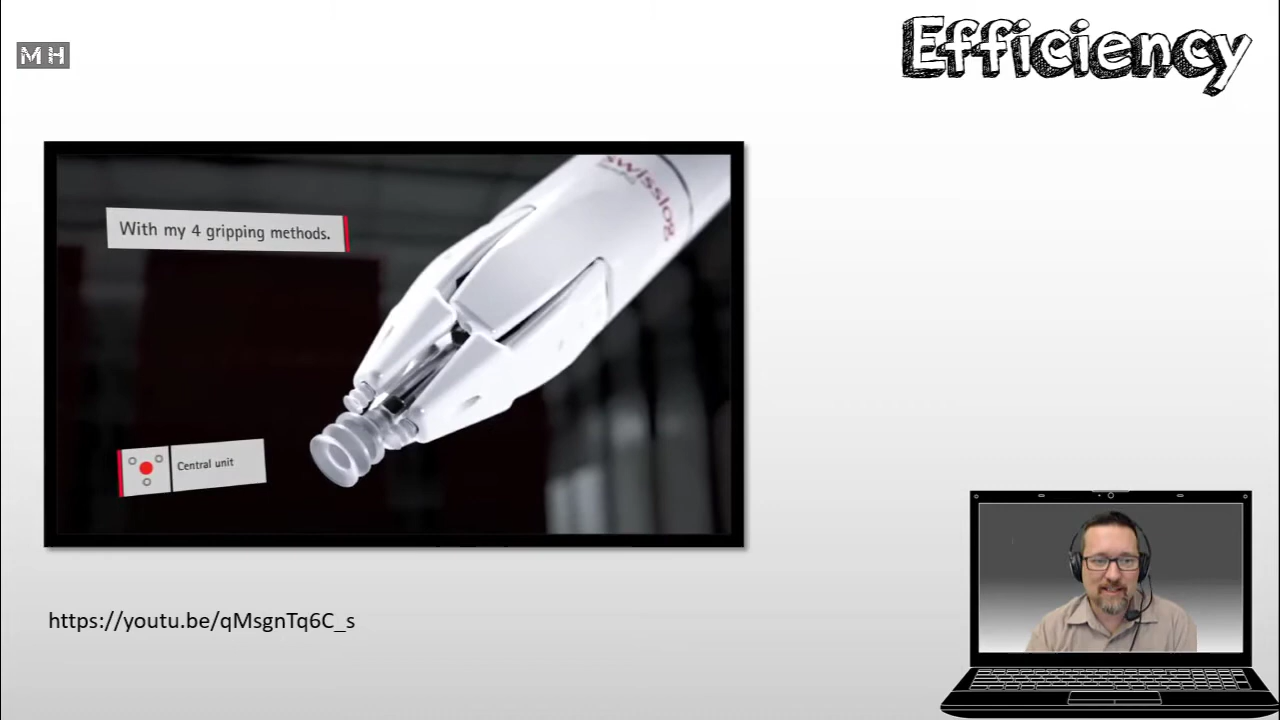 MH
Efficiency
swisslog
With my 4 gripping methods.
Central unit
https://youtu.be/qMsgnTq6C_s